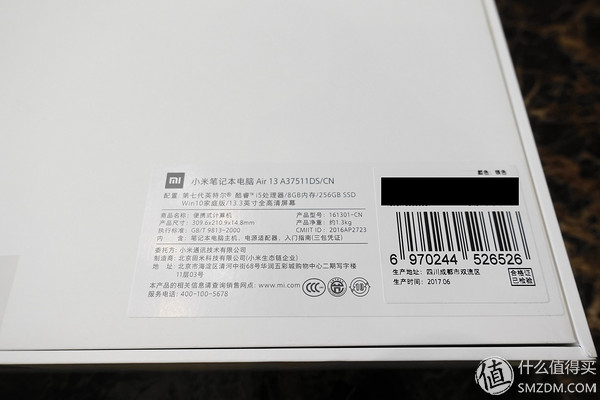 mi
小米笔记本电脑 Air 13 A37511DS/CN
配置 第七代英特尔® 酷睿™ i5处理器/8GB内存/256GB SSD
Win10家庭版/13.3英寸全高清屏幕
商品名称：便携式计算机
产品型号：161301-CN
产品尺寸：309.6x210.9x14.8mm
产品重量：约1.3kg
执行标准：GB/T 9813-2000
CMIIT ID：2016AP2723
内 含：笔记本电脑主机，电源适配器，入门指南(三包凭证)
委托方：小米通讯技术有限公司
制造商：北京田米科技有限公司(小米生态链企业)
地 址：北京市海淀区清河中街68号华润五彩城购物中心二期写字楼
11层03号
本产品的相关信息请查询销售网点：www.mi.com
服务电话：400-100-5678
颜色 银色
6 970244 526526
生产地址：四川成都市双流区
生产时间：2017.06
合格证
已检验
值 什么值得买
SMZDM.COM